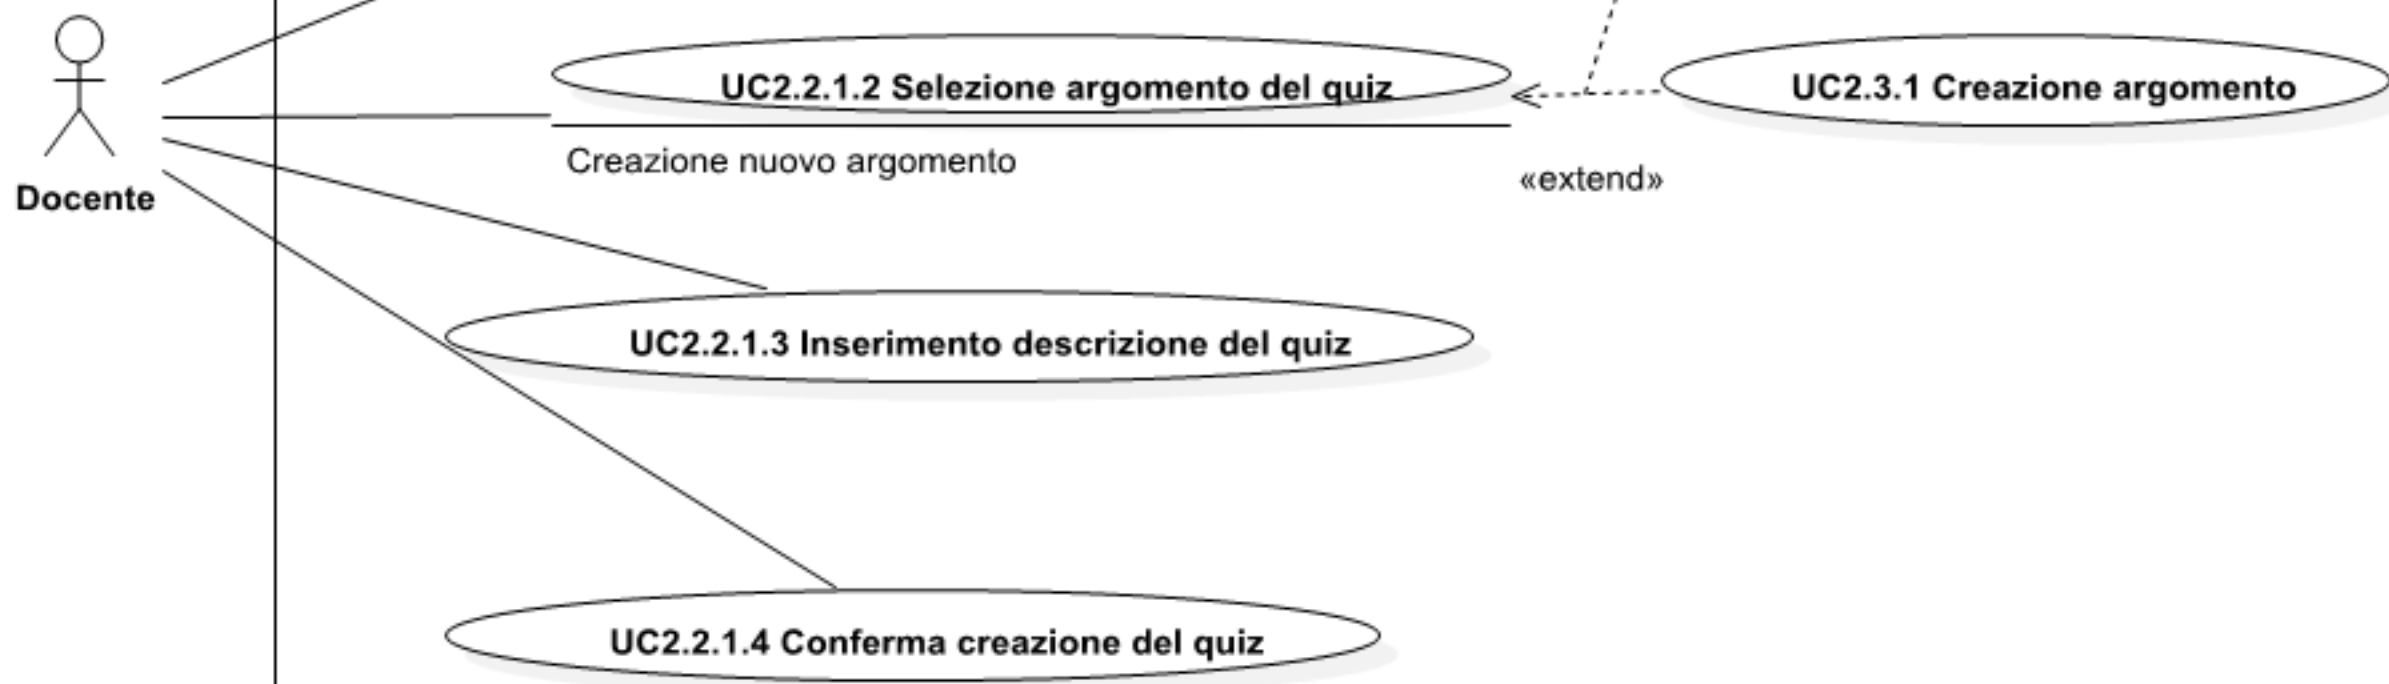 UC2.2.1.2 Selezione argomento del quiz
UC2.3.1 Creazione argomento
Creazione nuovo argomento
«extend»
Docente
UC2.2.1.3 Inserimento descrizione del quiz
UC2.2.1.4 Conferma creazione del quiz